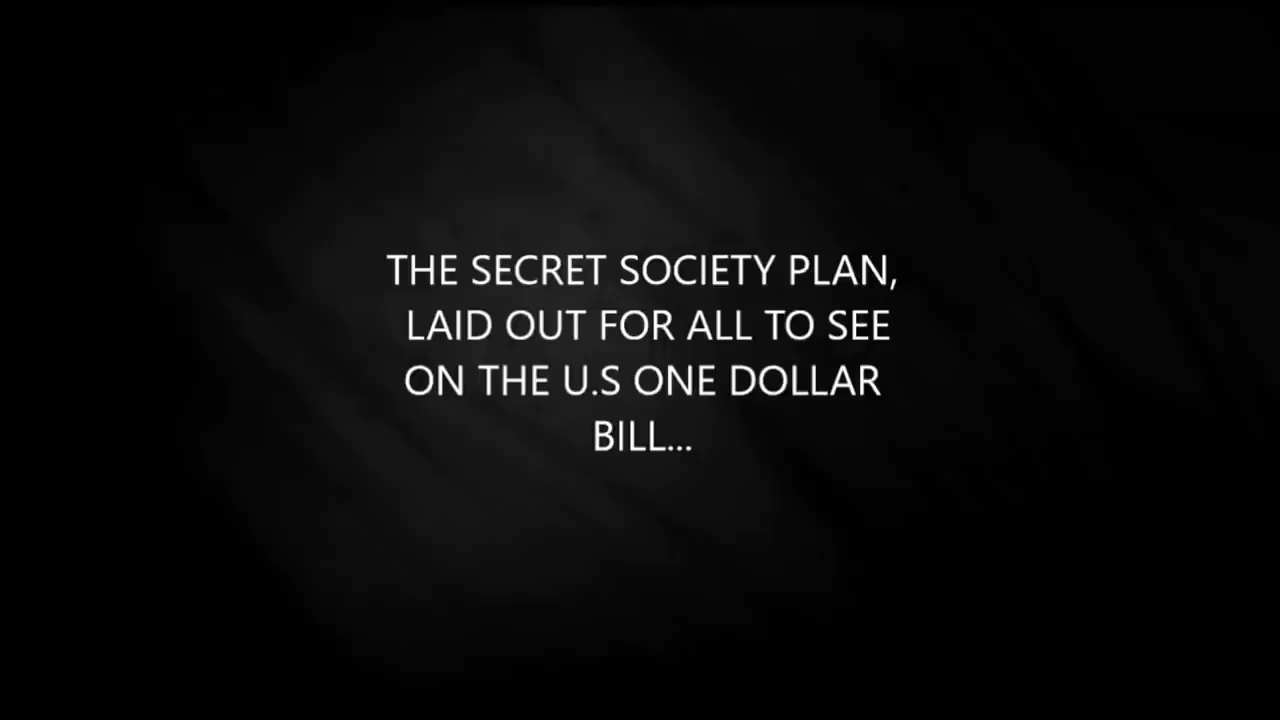 THE SECRET SOCIETY PLAN,
LAID OUT FOR ALL TO SEE
ON THE U.S ONE DOLLAR
BILL...